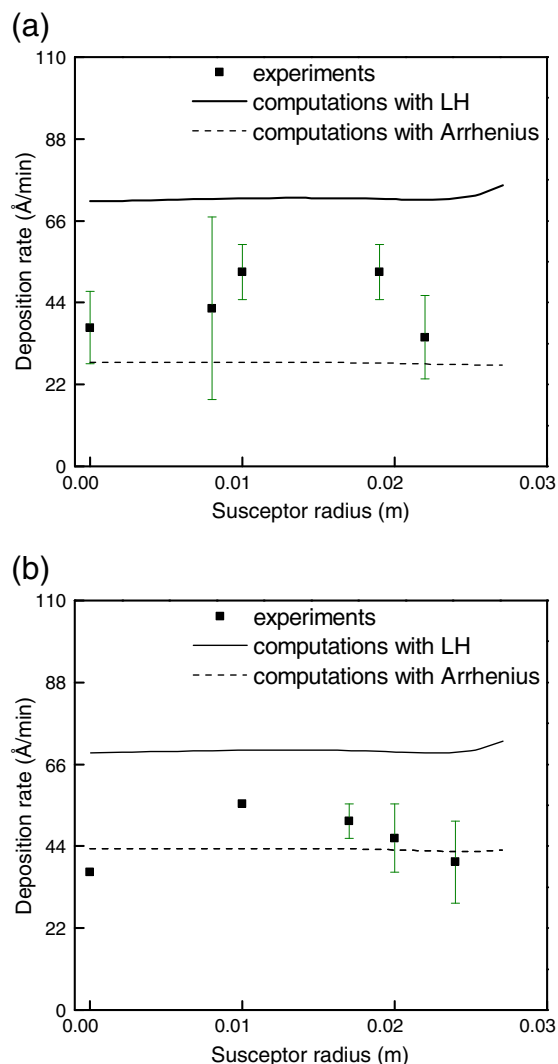 (a)
110
experiments
computations with LH
88
computations with Arrhenius
66
44
22
0
Deposition rate (Å/min)
0.00 0.01 0.02 0.03
Susceptor radius (m)
(b)
110
experiments
computations with LH
88
computations with Arrhenius
66
44
22
0
Deposition rate (Å/min)
0.00 0.01 0.02 0.03
Susceptor radius (m)